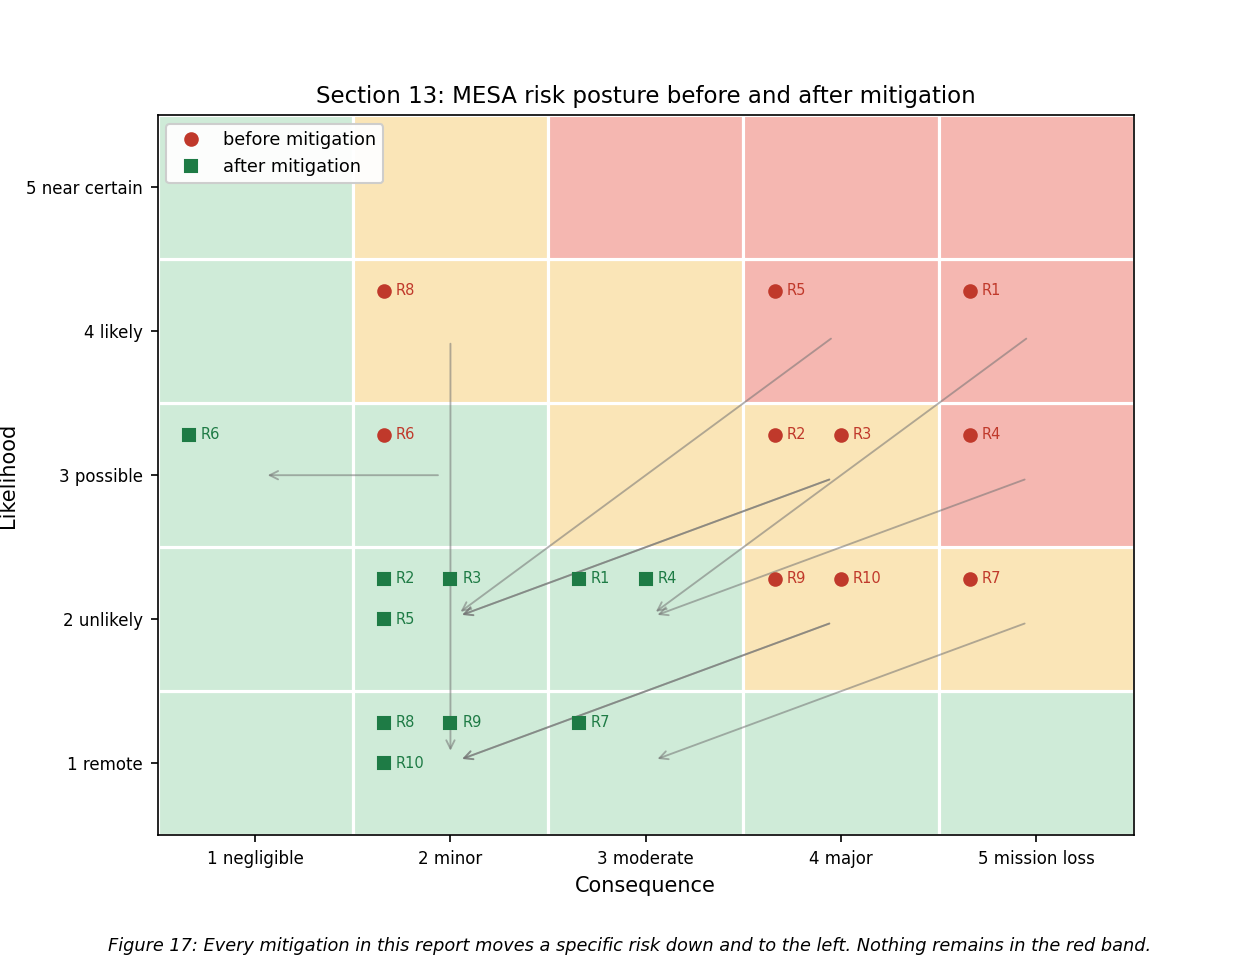 Section 13: MESA risk posture before and after mitigation
before mitigation
after mitigation
5 near certain
4 likely
3 possible
2 unlikely
1 remote
Likelihood
R8
R5
R1
R6
R6
R2
R3
R4
R2
R3
R1
R4
R9
R10
R7
R5
R8
R9
R7
R10
1 negligible
2 minor
3 moderate
4 major
5 mission loss
Consequence
Figure 17: Every mitigation in this report moves a specific risk down and to the left. Nothing remains in the red band.